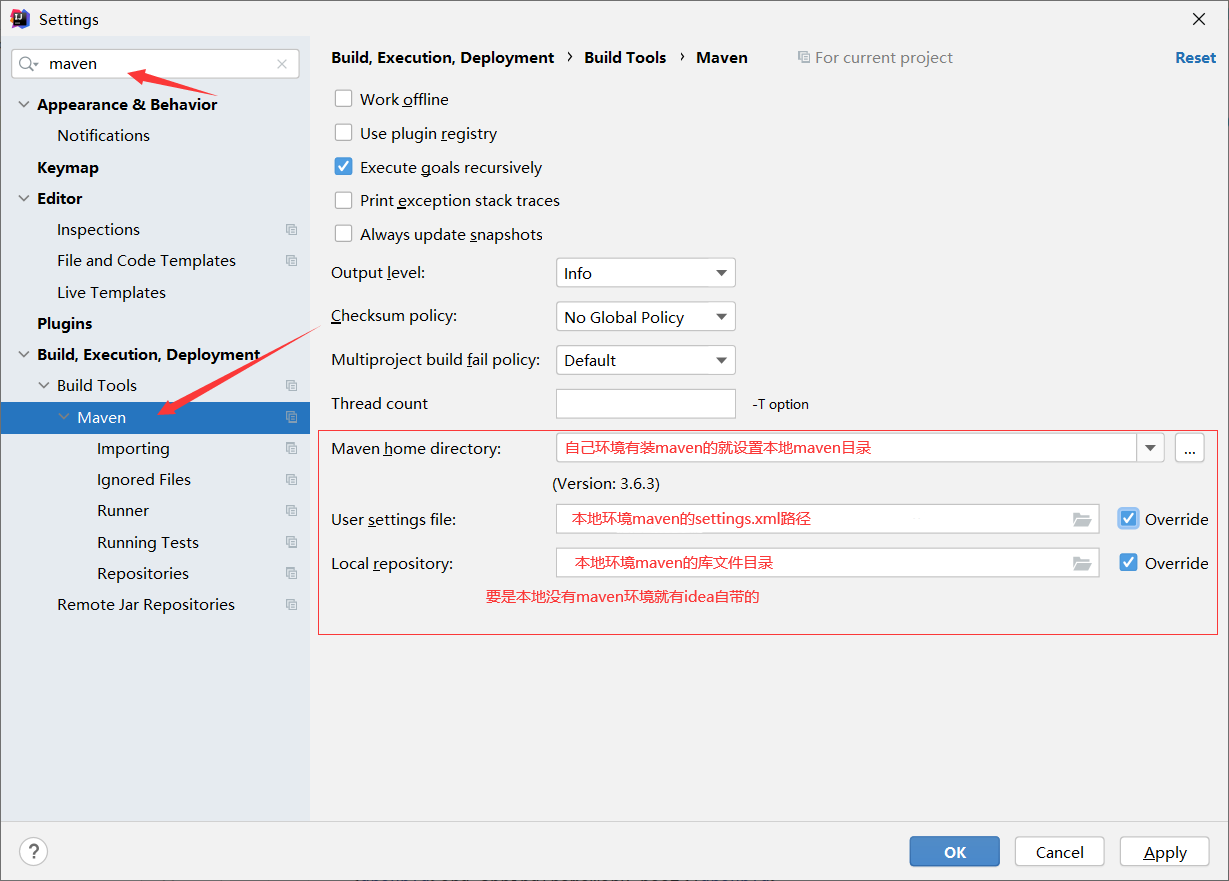 Settings
maven
Appearance & Behavior
Notifications
Keymap
Editor
Inspections
File and Code Templates
Live Templates
Plugins
Build, Execution, Deployment
Build Tools
Maven
Importing
Ignored Files
Runner
Running Tests
Repositories
Remote Jar Repositories
Build, Execution, Deployment › Build Tools › Maven For current project Reset
Work offline
Use plugin registry
Execute goals recursively
Print exception stack traces
Always update snapshots
Output level: Info
Checksum policy: No Global Policy
Multiproject build fail policy: Default
Thread count -T option
Maven home directory: 自己环境有装maven的就设置本地maven目录 ...
(Version: 3.6.3)
User settings file: 本地环境maven的settings.xml路径 Override
Local repository: 本地环境maven的库文件目录 Override
要是本地没有maven环境就有idea自带的
? OK Cancel Apply